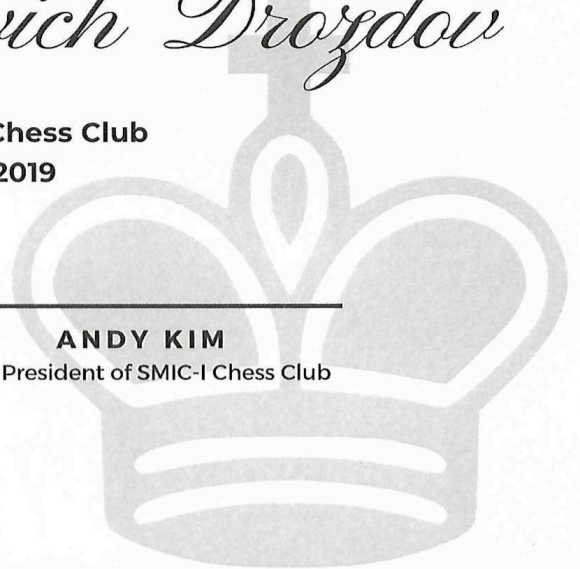 vich Drozdov
Chess Club
2019
ANDY KIM
President of SMIC-I Chess Club